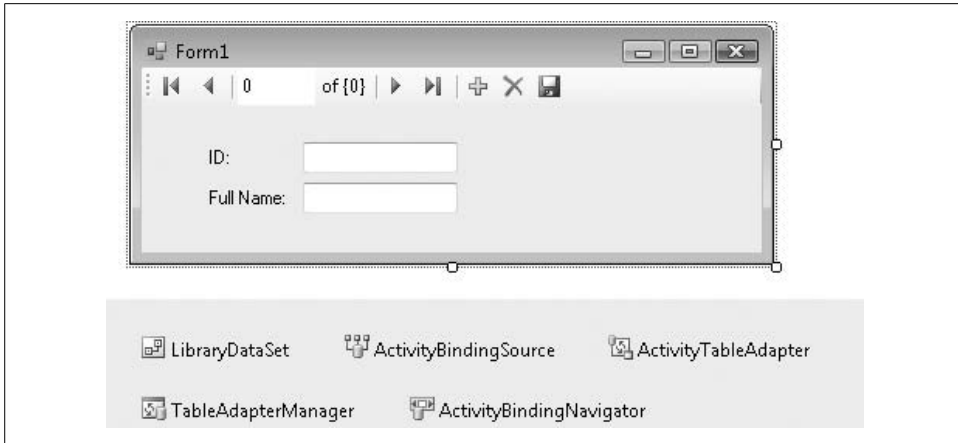 Form1
0 of {0}
ID:
Full Name:
LibraryDataSet ActivityBindingSource ActivityTableAdapter
TableAdapterManager ActivityBindingNavigator